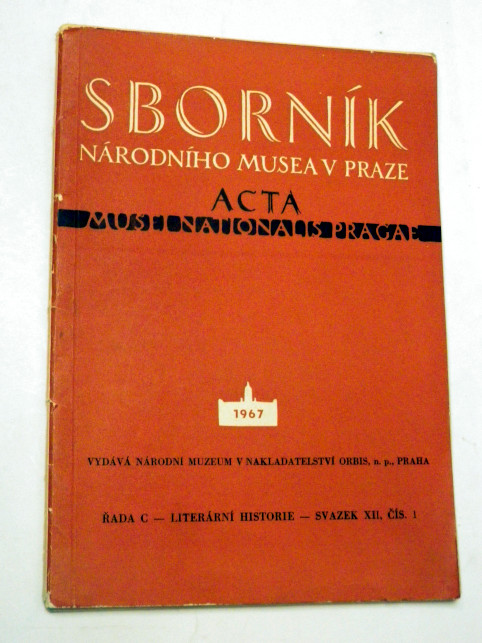 SBORNÍK
NÁRODNÍHO MUSEA V PRAZE
ACTA
MUSEI NATIONALIS PRAGAE
1967
VYDÁVÁ NÁRODNÍ MUZEUM V NAKLADATELSTVÍ ORBIS, n. p., PRAHA
ŘADA C — LITERÁRNÍ HISTORIE — SVAZEK XII, ČÍS. 1